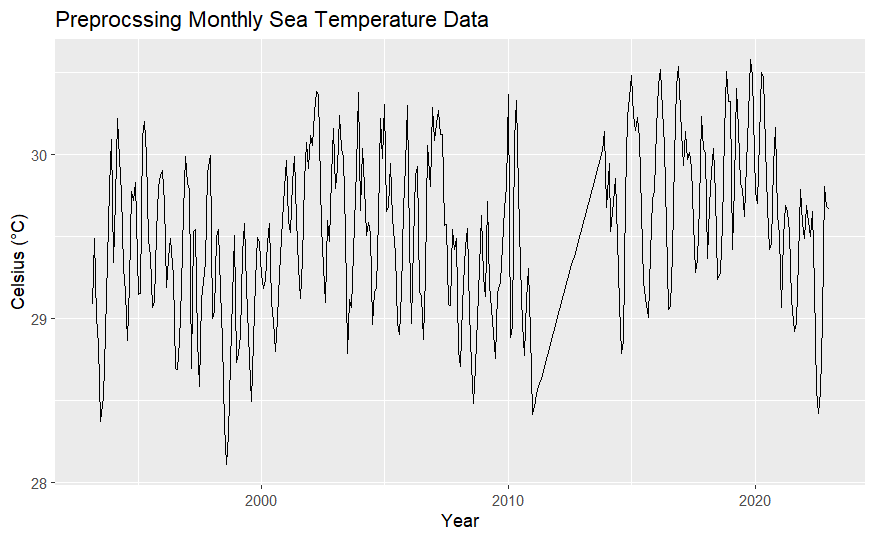 Preprocssing Monthly Sea Temperature Data
Celsius (°C)
30
29
28
2000
2010
2020
Year